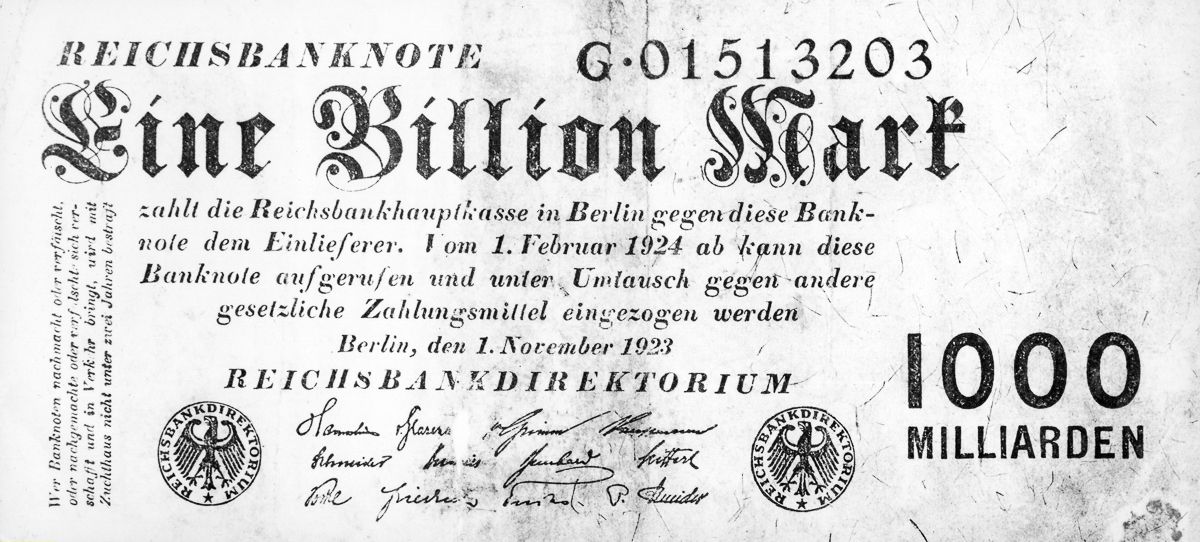 REICHSBANKNOTE
G·01513203
Eine Billion Mark
zahlt die Reichsbankhauptkasse in Berlin gegen diese Bank-
note dem Einlieferer. Vom 1. Februar 1924 ab kann diese
Banknote aufgerufen und unter Umtausch gegen andere
gesetzliche Zahlungsmittel eingezogen werden
Berlin, den 1. November 1923
REICHSBANKDIREKTORIUM
Wer Banknoten nachmacht oder verfälscht,
oder nachgemachte oder verfälschte sich ver-
schafft und in Verkehr bringt, wird mit
Zuchthaus nicht unter zwei Jahren bestraft
REICHSBANKDIREKTORIUM
Schneider
REICHSBANKDIREKTORIUM
1000
MILLIARDEN